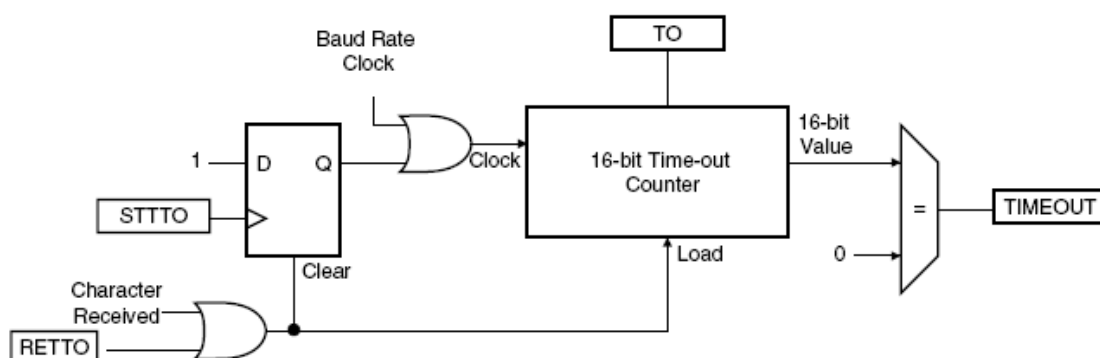 TO
Baud Rate
Clock
1
D
Q
Clock
16-bit Time-out
Counter
16-bit
Value
STTTO
=
TIMEOUT
0
Clear
Load
Character
Received
RETTO